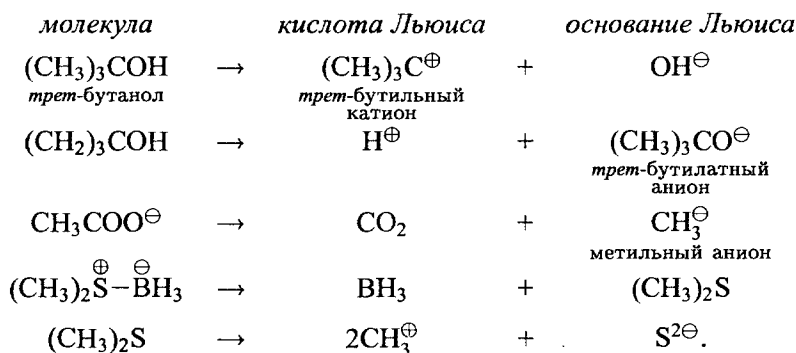 молекула кислота Льюиса основание Льюиса
(CH₃)₃COH → (CH₃)₃C⊕ + OH⊖
трет-бутанол трет-бутильный
катион
(CH₂)₃COH → H⊕ + (CH₃)₃CO⊖
трет-бутилатный
анион
CH₃COO⊖ → CO₂ + CH₃⊖
метильный анион
(CH₃)₂S⊕–B⊖H₃ → BH₃ + (CH₃)₂S
(CH₃)₂S → 2CH₃⊕ + S²⊖.